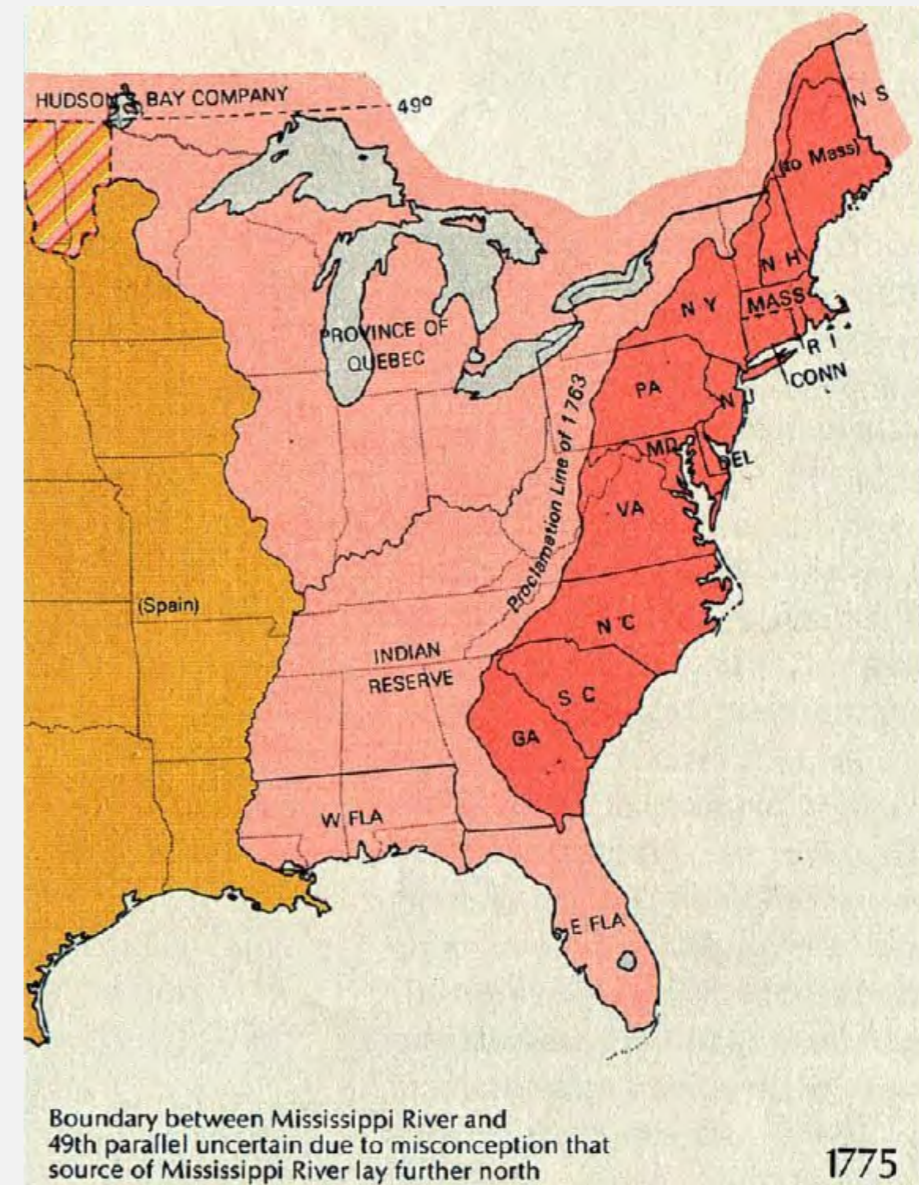 HUDSON'S BAY COMPANY
49°
N S
(to Mass)
N H
N Y
MASS
R I
CONN
PROVINCE OF
QUEBEC
PA
N J
Proclamation Line of 1763
MD
DEL
VA
(Spain)
N C
INDIAN
RESERVE
S C
GA
W FLA
E FLA
Boundary between Mississippi River and
49th parallel uncertain due to misconception that
source of Mississippi River lay further north
1775